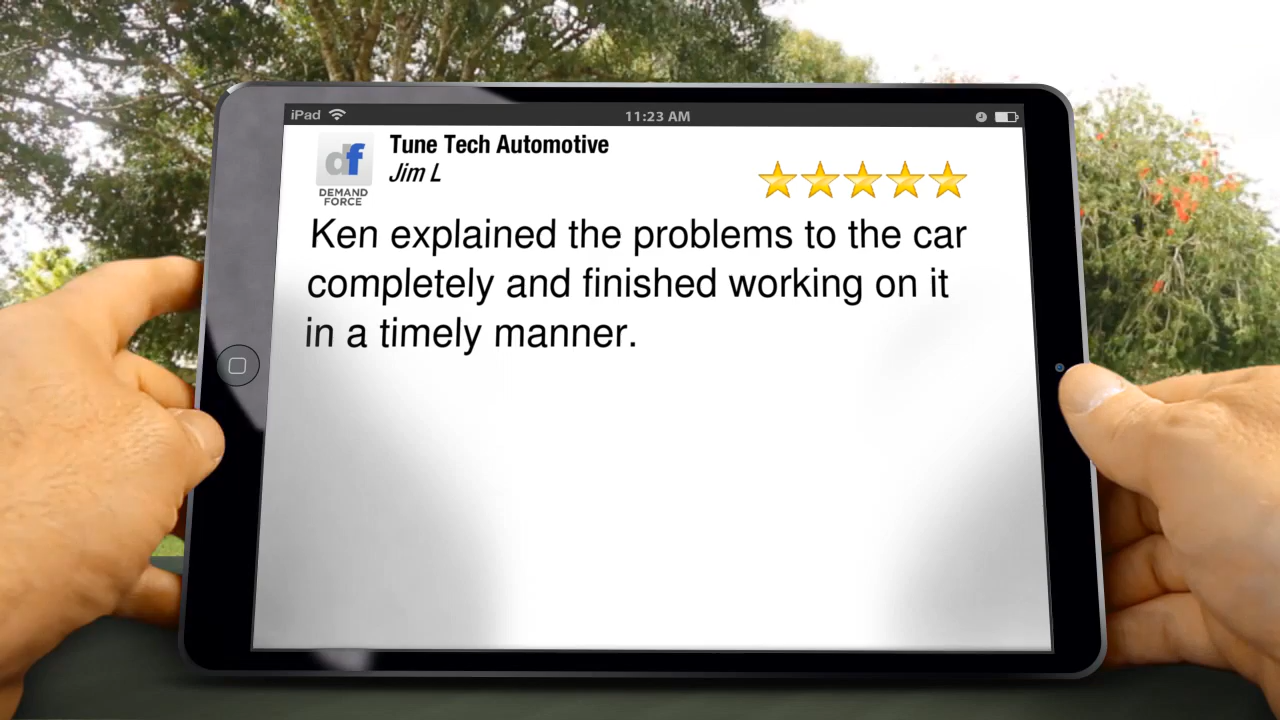 iPad 11:23 AM
df
DEMAND
FORCE
Tune Tech Automotive
Jim L
Ken explained the problems to the car
completely and finished working on it
in a timely manner.